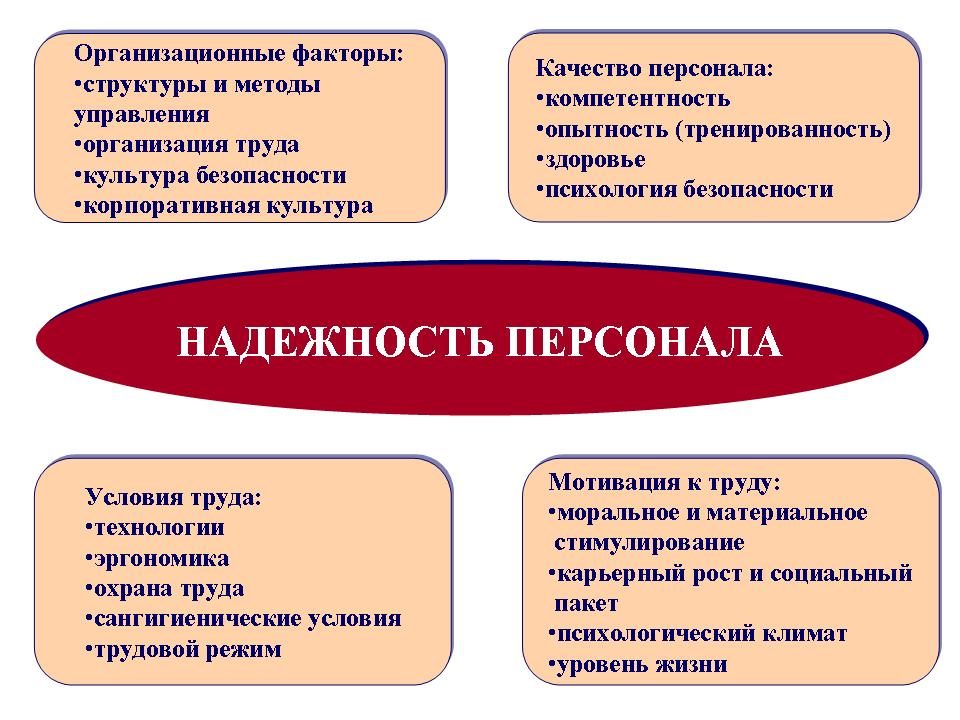 Организационные факторы:
•структуры и методы
управления
•организация труда
•культура безопасности
•корпоративная культура
Качество персонала:
•компетентность
•опытность (тренированность)
•здоровье
•психология безопасности
НАДЕЖНОСТЬ ПЕРСОНАЛА
Условия труда:
•технологии
•эргономика
•охрана труда
•сангигиенические условия
•трудовой режим
Мотивация к труду:
•моральное и материальное
стимулирование
•карьерный рост и социальный
пакет
•психологический климат
•уровень жизни